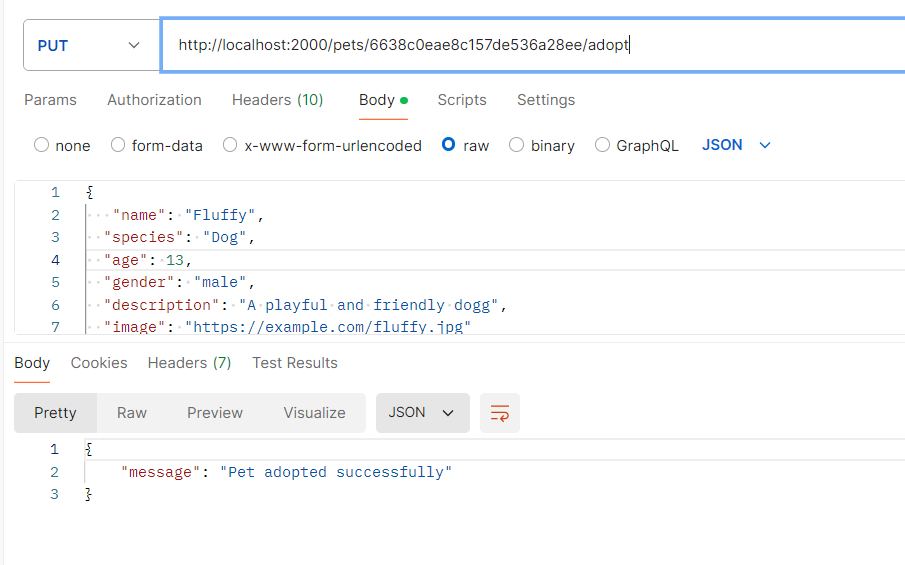 PUT http://localhost:2000/pets/6638c0eae8c157de536a28ee/adopt
Params Authorization Headers (10) Body Scripts Settings
none form-data x-www-form-urlencoded raw binary GraphQL JSON
1 {
2 "name": "Fluffy",
3 "species": "Dog",
4 "age": 13,
5 "gender": "male",
6 "description": "A playful and friendly dogg",
7 "image": "https://example.com/fluffy.jpg"
Body Cookies Headers (7) Test Results
Pretty Raw Preview Visualize JSON
1 {
2 "message": "Pet adopted successfully"
3 }